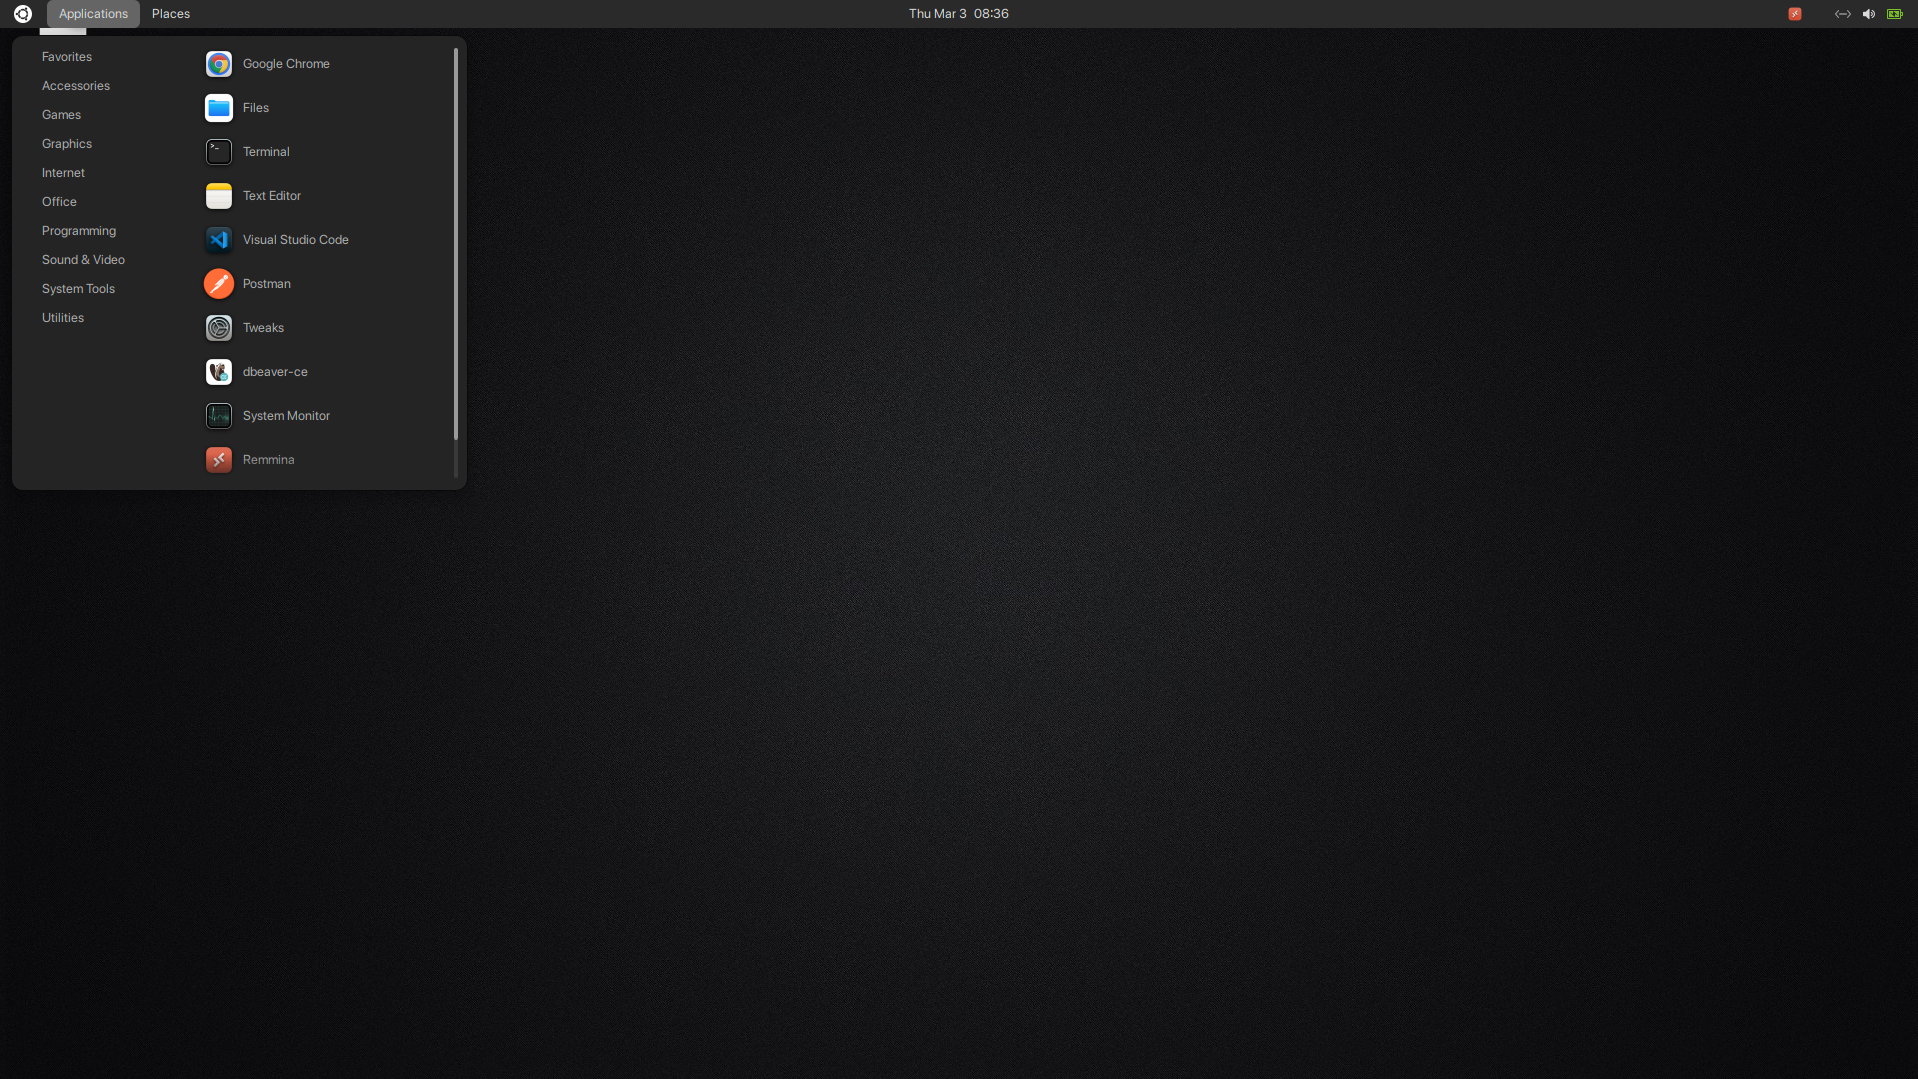 Applications Places Thu Mar 3 08:36
Favorites
Accessories
Games
Graphics
Internet
Office
Programming
Sound & Video
System Tools
Utilities
Google Chrome
Files
Terminal
Text Editor
Visual Studio Code
Postman
Tweaks
dbeaver-ce
System Monitor
Remmina